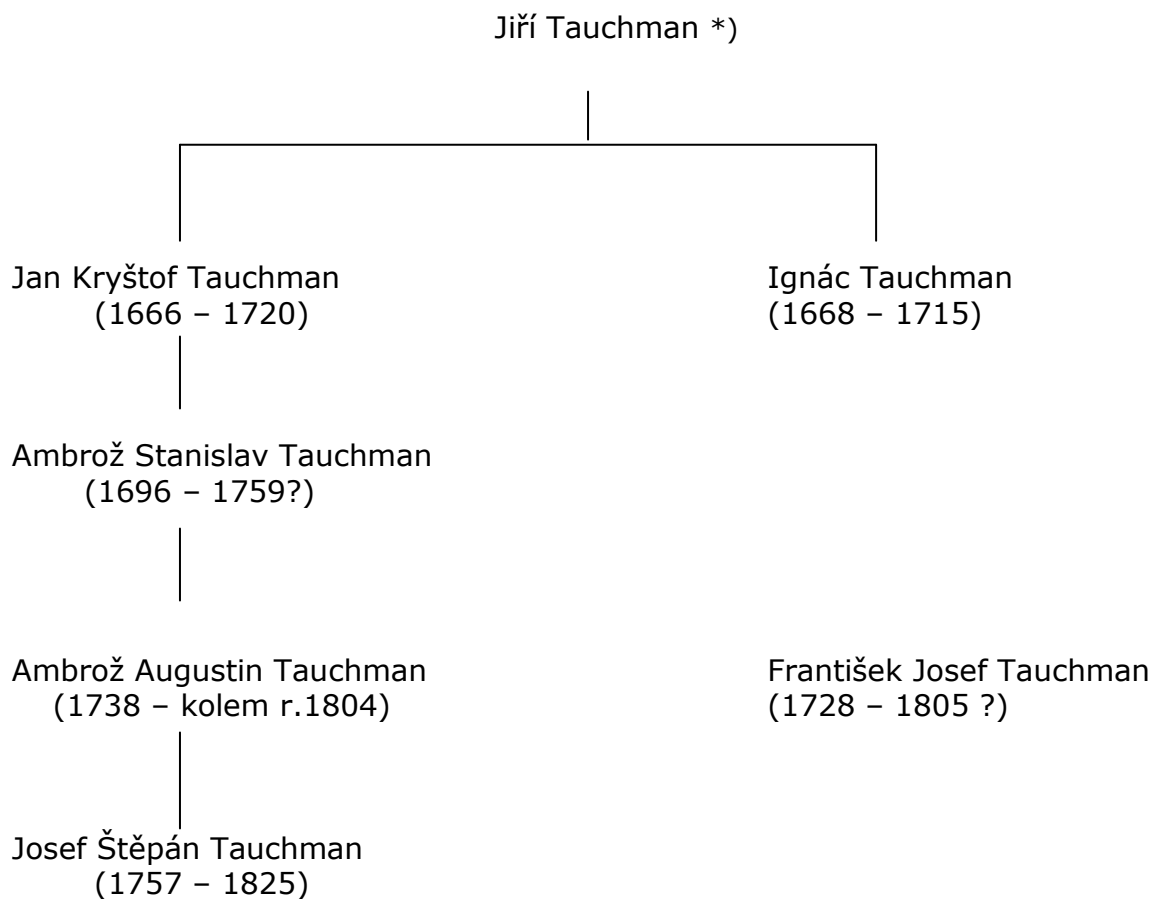 Jiří Tauchman *)
Jan Kryštof Tauchman
(1666 – 1720)
Ignác Tauchman
(1668 – 1715)
Ambrož Stanislav Tauchman
(1696 – 1759?)
Ambrož Augustin Tauchman
(1738 – kolem r.1804)
František Josef Tauchman
(1728 – 1805 ?)
Josef Štěpán Tauchman
(1757 – 1825)